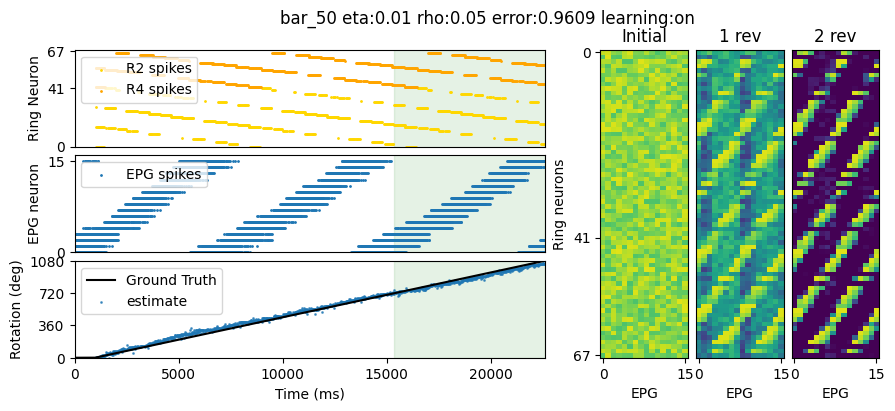 bar_50 eta:0.01 rho:0.05 error:0.9609 learning:on
67
41
0
Ring Neuron
R2 spikes
R4 spikes
15
0
EPG neuron
EPG spikes
1080
720
360
0
Rotation (deg)
Ground Truth
estimate
0
5000
10000
15000
20000
Time (ms)
Initial
1 rev
2 rev
0
41
67
Ring neurons
0
15
0
15
0
15
EPG
EPG
EPG